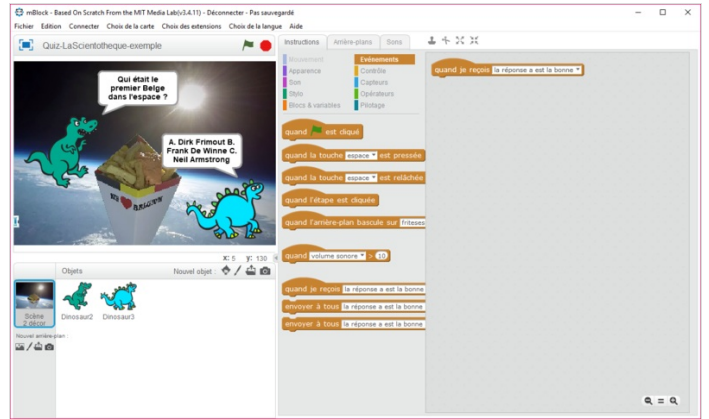 mBlock - Based On Scratch From the MIT Media Lab(v3.4.11) - Déconnecter - Pas sauvegardé
Fichier Edition Connecter Choix de la carte Choix des extensions Choix de la langue Aide
Quiz-LaScientotheque-exemple
Qui était le
premier Belge
dans l'espace ?
A. Dirk Frimout B.
Frank De Winne C.
Neil Armstrong
X: 5 y: 130
Objets Nouvel objet :
Scène
2 décor
Dinosaur2 Dinosaur3
Nouvel arrière-plan :
Instructions Arrière-plans Sons
Mouvement Evénements
Apparence Contrôle
Son Capteurs
Stylo Opérateurs
Blocs & variables Pilotage
quand est cliqué
quand la touche espace est pressée
quand la touche espace est relâchée
quand l'étape est cliquée
quand l'arrière-plan bascule sur friteses
quand volume sonore > 10
quand je reçois la réponse a est la bonne
envoyer à tous la réponse a est la bonne
envoyer à tous la réponse a est la bonne
quand je reçois la réponse a est la bonne